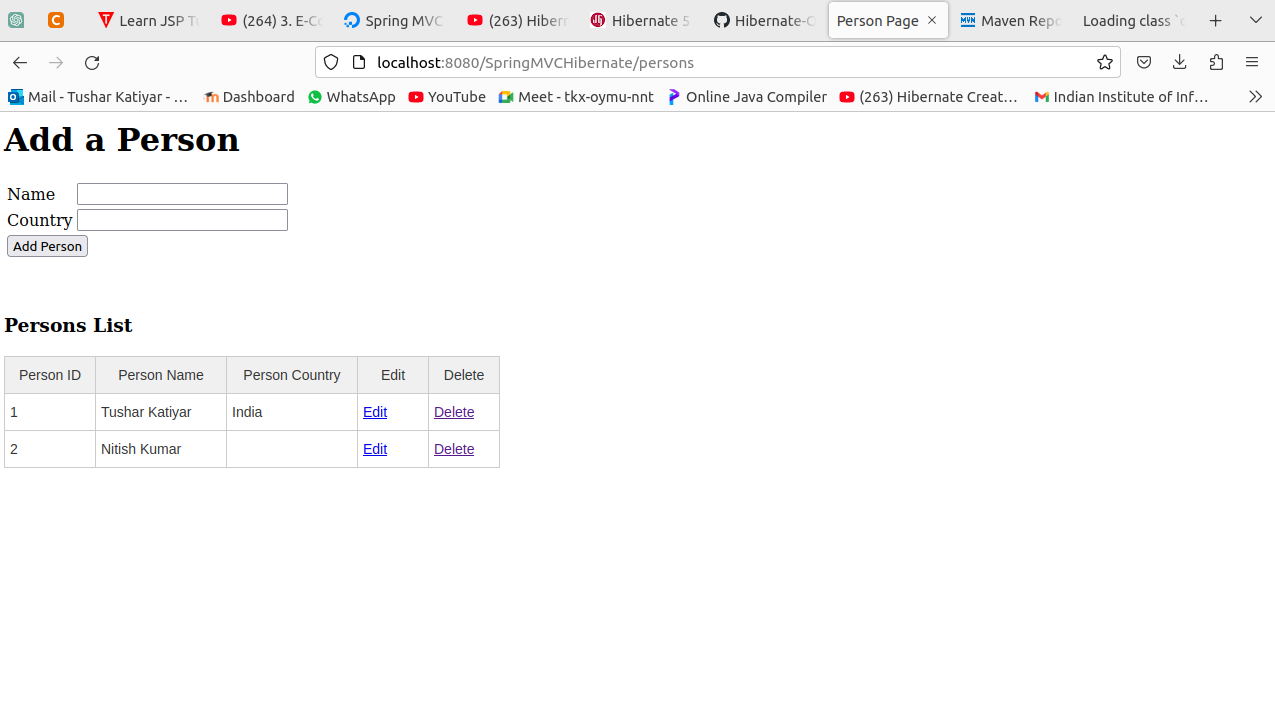 Learn JSP Tu (264) 3. E-Co Spring MVC (263) Hibern Hibernate 5 Hibernate-O Person Page Maven Repo Loading class `c
localhost:8080/SpringMVCHibernate/persons
Mail - Tushar Katiyar - … Dashboard WhatsApp YouTube Meet - tkx-oymu-nnt Online Java Compiler (263) Hibernate Creat… Indian Institute of Inf…
Add a Person
Name
Country
Add Person
Persons List
Person ID Person Name Person Country Edit Delete
1 Tushar Katiyar India Edit Delete
2 Nitish Kumar Edit Delete